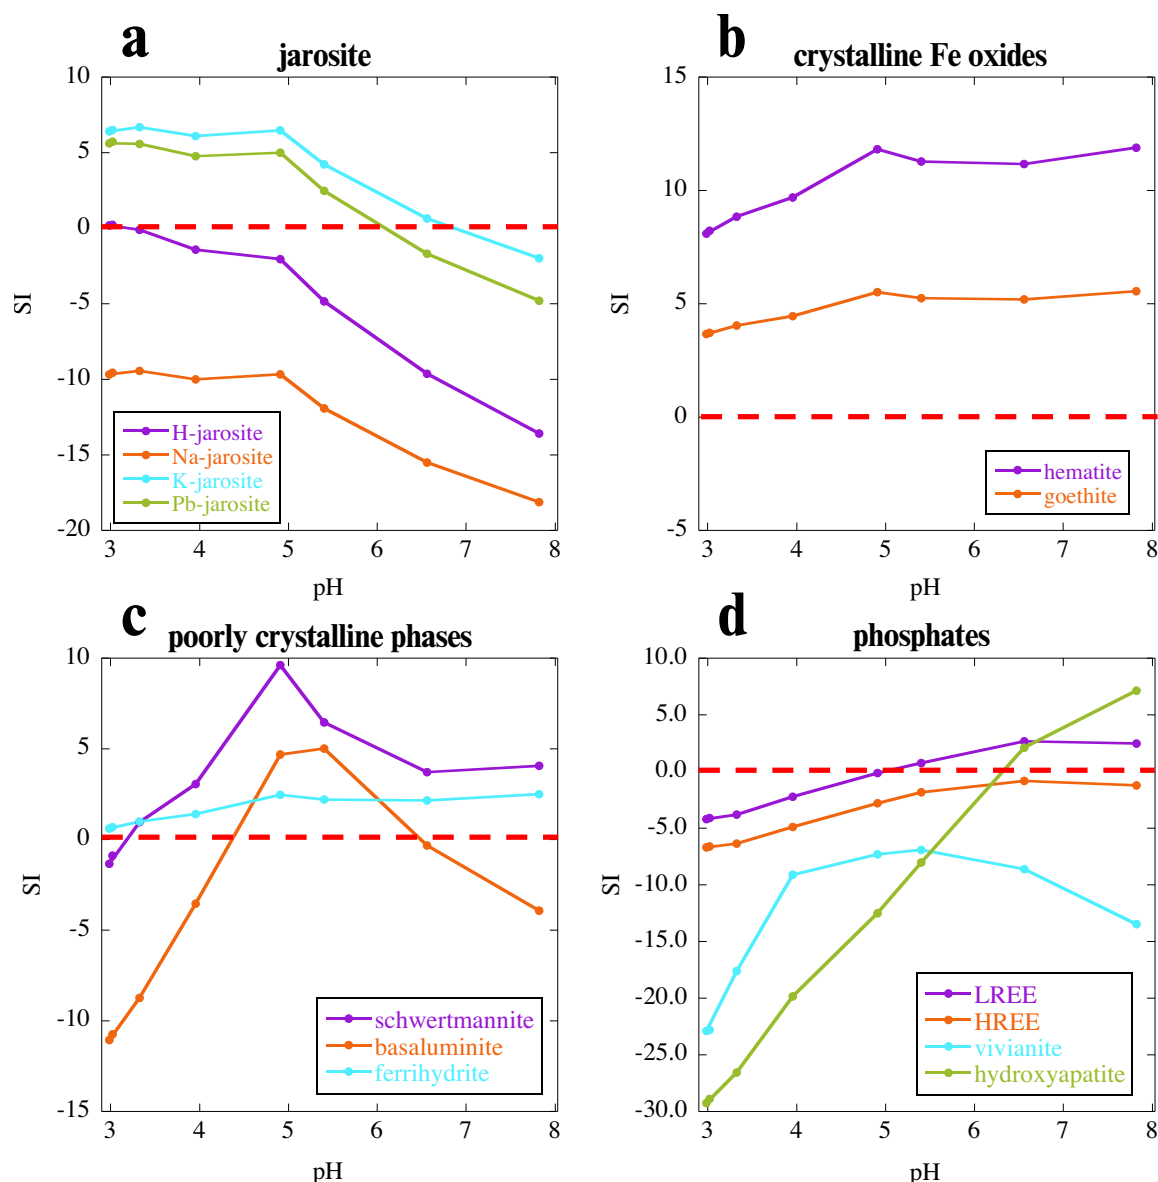 a
jarosite
10
5
0
-5
-10
-15
-20
SI
H-jarosite
Na-jarosite
K-jarosite
Pb-jarosite
3 4 5 6 7 8
pH
b
crystalline Fe oxides
15
10
5
0
-5
SI
hematite
goethite
3 4 5 6 7 8
pH
c
poorly crystalline phases
10
5
0
-5
-10
-15
SI
schwertmannite
basaluminite
ferrihydrite
3 4 5 6 7 8
pH
d
phosphates
10.0
5.0
0.0
-5.0
-10.0
-15.0
-20.0
-25.0
-30.0
SI
LREE
HREE
vivianite
hydroxyapatite
3 4 5 6 7 8
pH